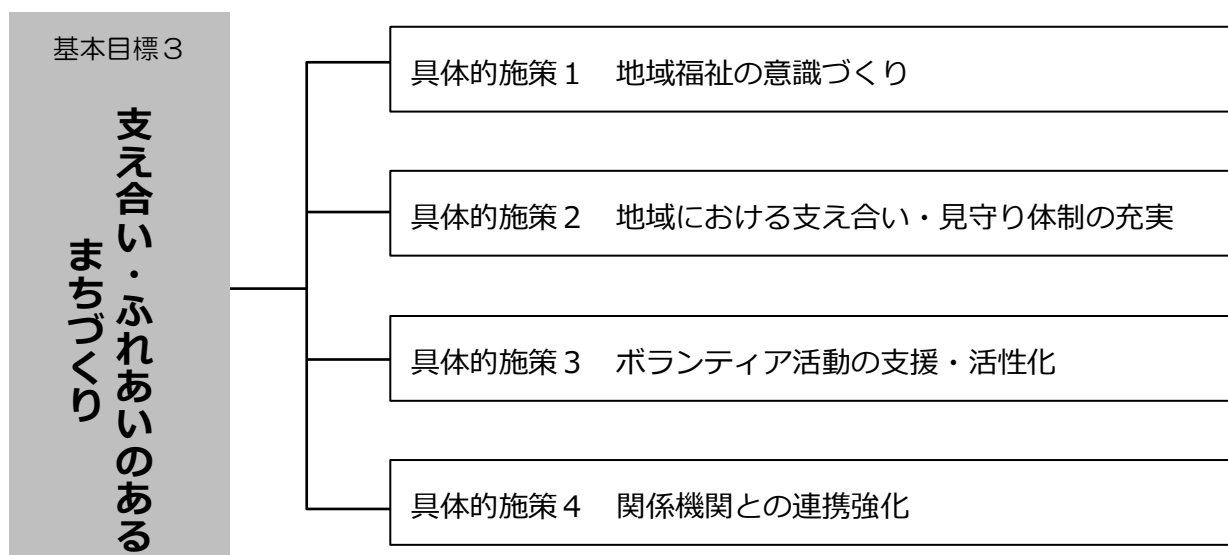 基本目標３
支え合い・ふれあいのある
まちづくり
具体的施策１　地域福祉の意識づくり
具体的施策２　地域における支え合い・見守り体制の充実
具体的施策３　ボランティア活動の支援・活性化
具体的施策４　関係機関との連携強化